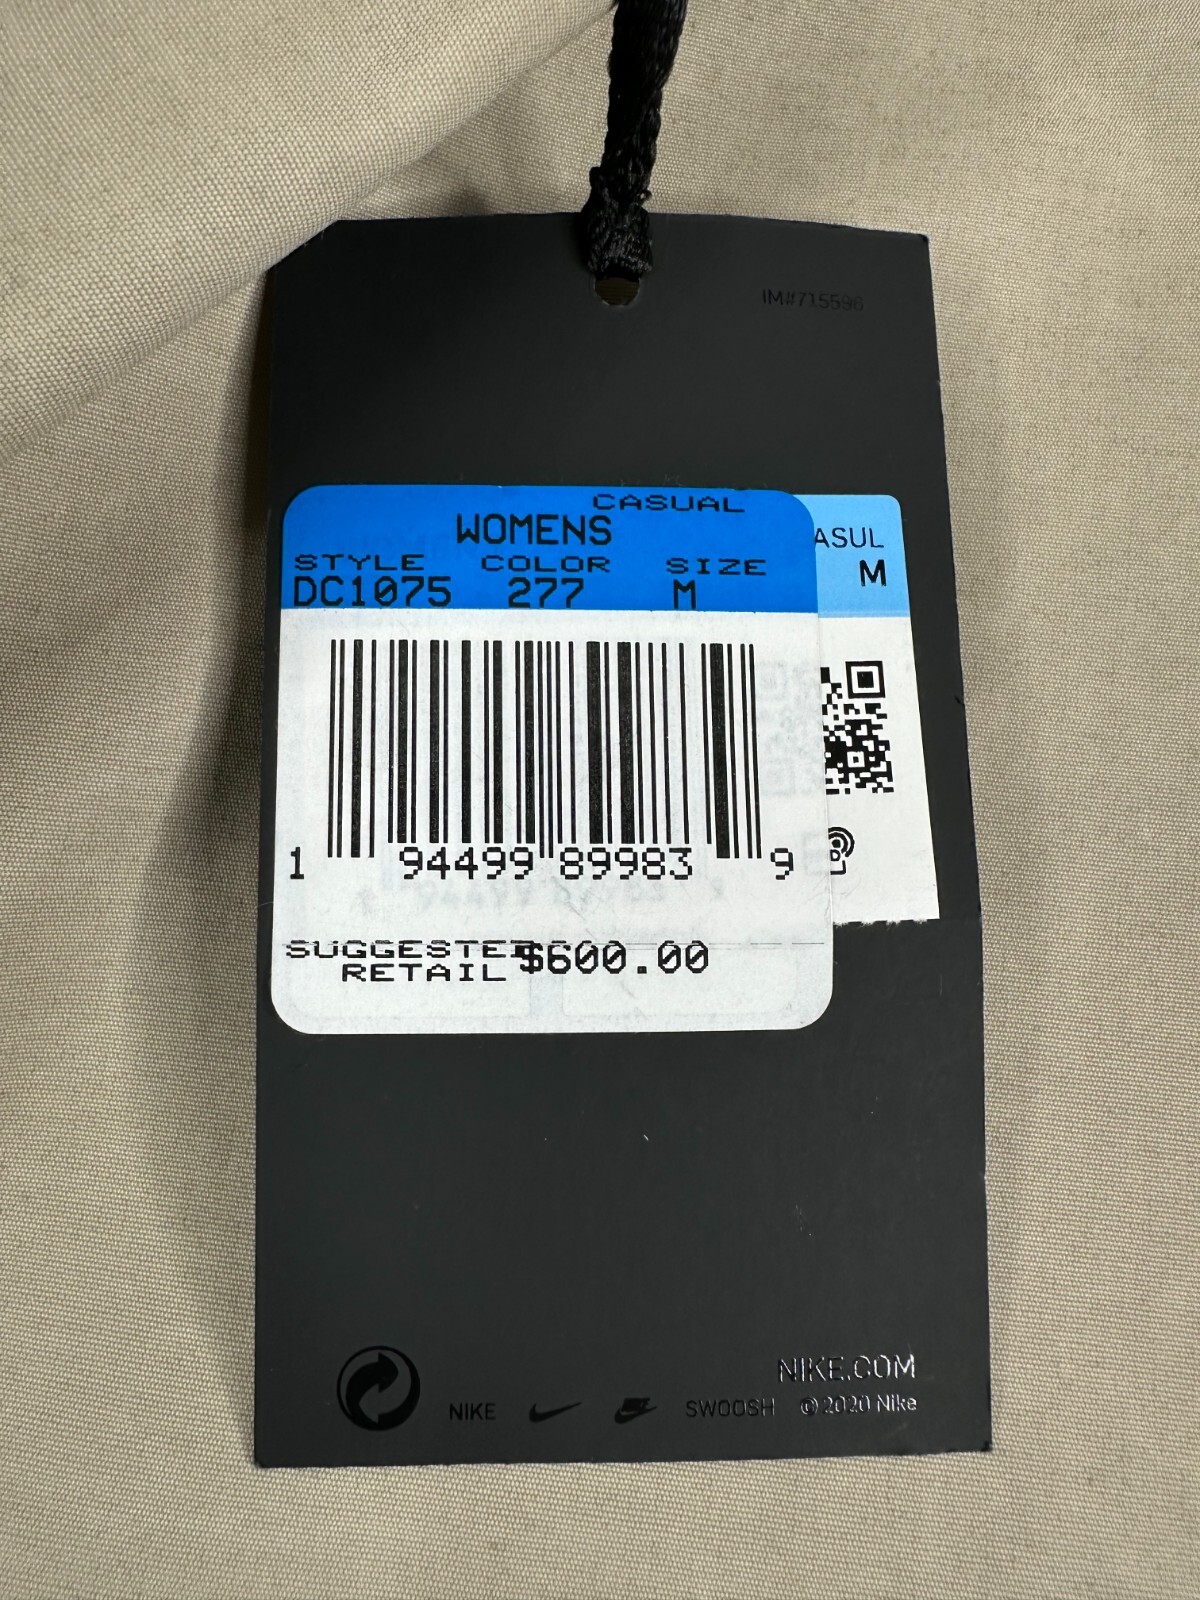 IM#715596
CASUAL
WOMENS
STYLE COLOR SIZE
DC1075 277 M
ASUL
M
1 94499 89983 9
SUGGESTED
RETAIL $600.00
NIKE.COM
NIKE SWOOSH © 2020 Nike